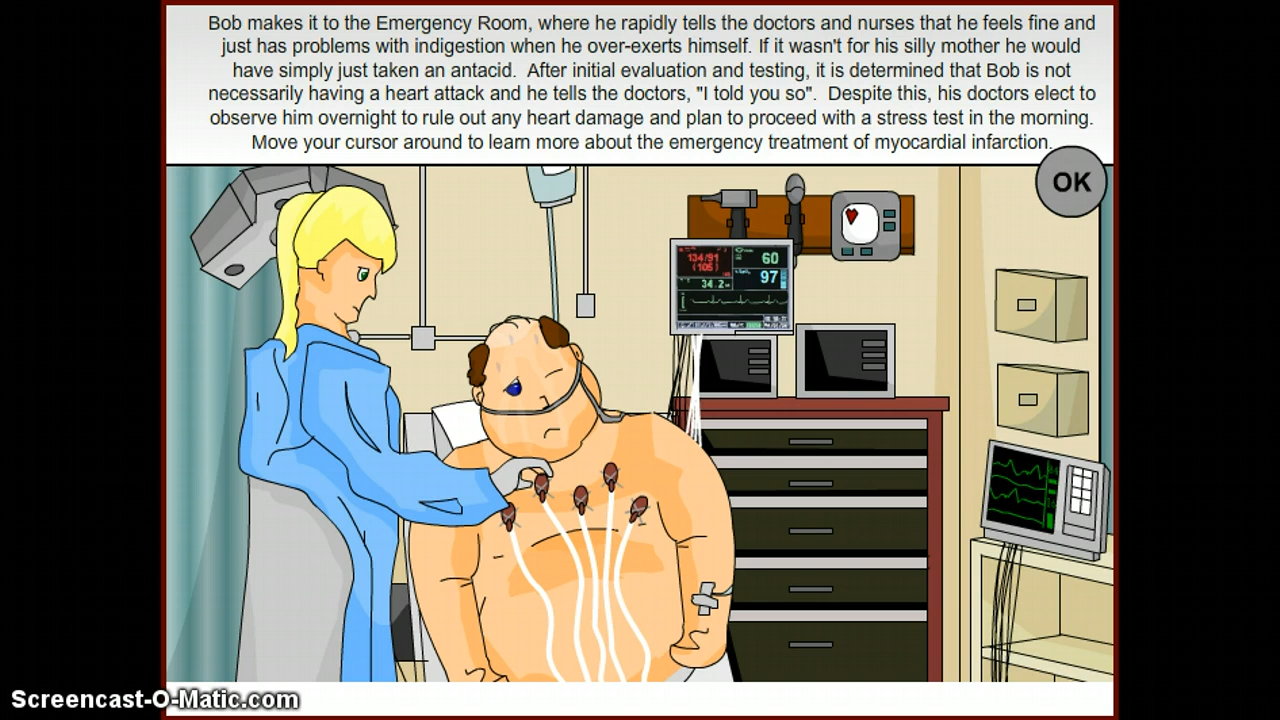 Bob makes it to the Emergency Room, where he rapidly tells the doctors and nurses that he feels fine and
just has problems with indigestion when he over-exerts himself. If it wasn't for his silly mother he would
have simply just taken an antacid.  After initial evaluation and testing, it is determined that Bob is not
necessarily having a heart attack and he tells the doctors, "I told you so".  Despite this, his doctors elect to
observe him overnight to rule out any heart damage and plan to proceed with a stress test in the morning.
Move your cursor around to learn more about the emergency treatment of myocardial infarction.
OK
134/91
(105)
60
97
34.2
Screencast-O-Matic.com